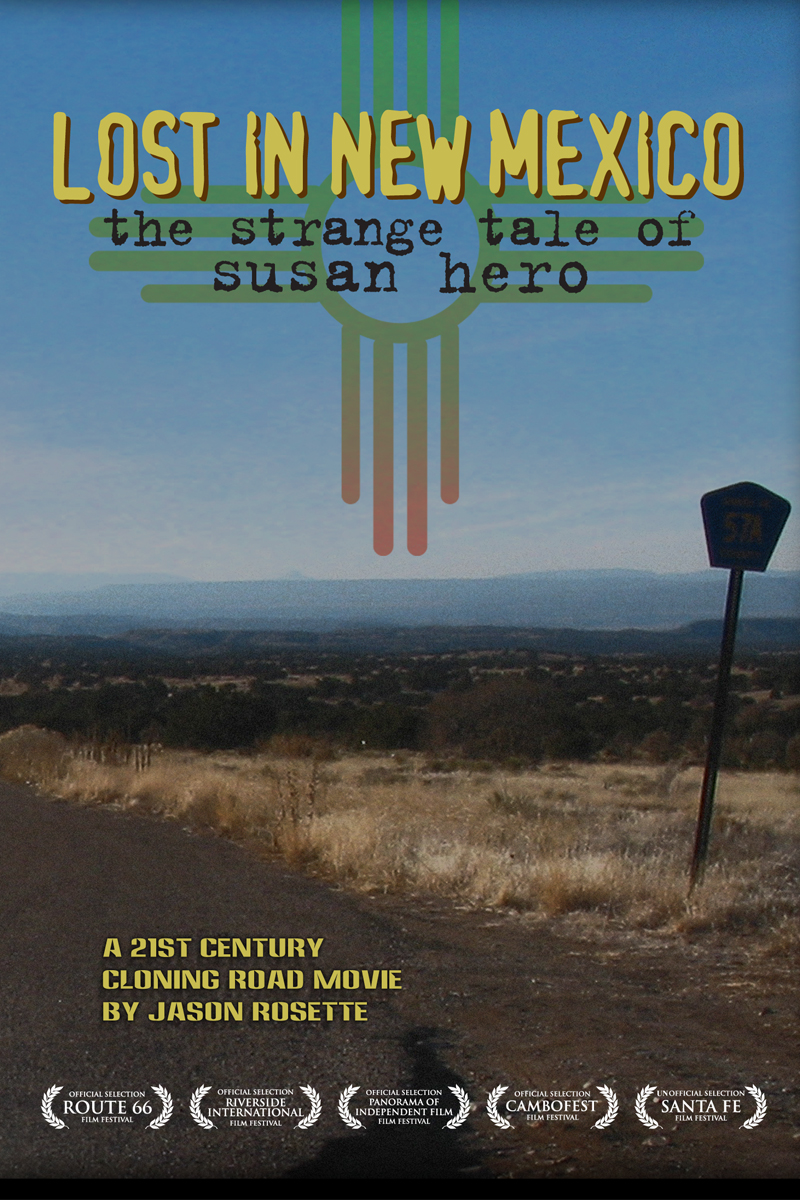 LOST IN NEW MEXICO
the strange tale of
susan hero
57A
A 21ST CENTURY
CLONING ROAD MOVIE
BY JASON ROSETTE
OFFICIAL SELECTION
ROUTE 66
FILM FESTIVAL
OFFICIAL SELECTION
RIVERSIDE
INTERNATIONAL
FILM FESTIVAL
OFFICIAL SELECTION
PANORAMA OF
INDEPENDENT FILM
FILM FESTIVAL
OFFICIAL SELECTION
CAMBOFEST
FILM FESTIVAL
UNOFFICIAL SELECTION
SANTA FE
FILM FESTIVAL